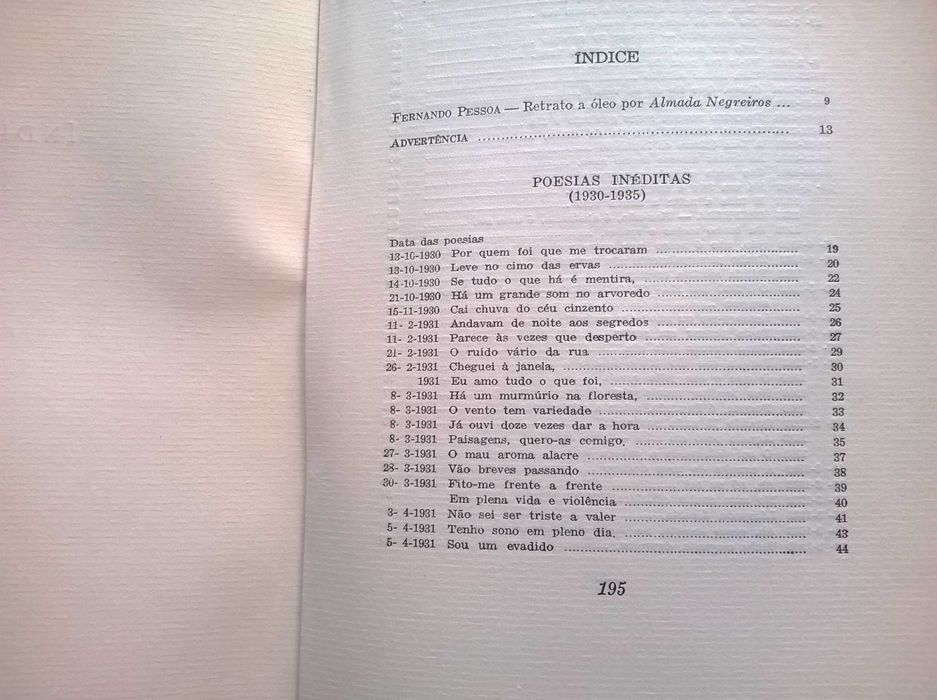 ÍNDICE
FERNANDO PESSOA — Retrato a óleo por Almada Negreiros ... 9
ADVERTÊNCIA ........ 13
POESIAS INÉDITAS
(1930-1935)
Data das poesias
13-10-1930 Por quem foi que me trocaram ........ 19
13-10-1930 Leve no cimo das ervas ........ 20
14-10-1930 Se tudo o que há é mentira, ........ 22
21-10-1930 Há um grande som no arvoredo ........ 24
15-11-1930 Cai chuva do céu cinzento ........ 25
11- 2-1931 Andavam de noite aos segredos ........ 26
11- 2-1931 Parece às vezes que desperto ........ 27
21- 2-1931 O ruído vário da rua ........ 29
26- 2-1931 Cheguei à janela, ........ 30
1931 Eu amo tudo o que foi, ........ 31
8- 3-1931 Há um murmúrio na floresta, ........ 32
8- 3-1931 O vento tem variedade ........ 33
8- 3-1931 Já ouvi doze vezes dar a hora ........ 34
8- 3-1931 Paisagens, quero-as comigo. ........ 35
27- 3-1931 O mau aroma alacre ........ 37
28- 3-1931 Vão breves passando ........ 38
30- 3-1931 Fito-me frente a frente ........ 39
Em plena vida e violência ........ 40
3- 4-1931 Não sei ser triste a valer ........ 41
5- 4-1931 Tenho sono em pleno dia. ........ 43
5- 4-1931 Sou um evadido ........ 44
195